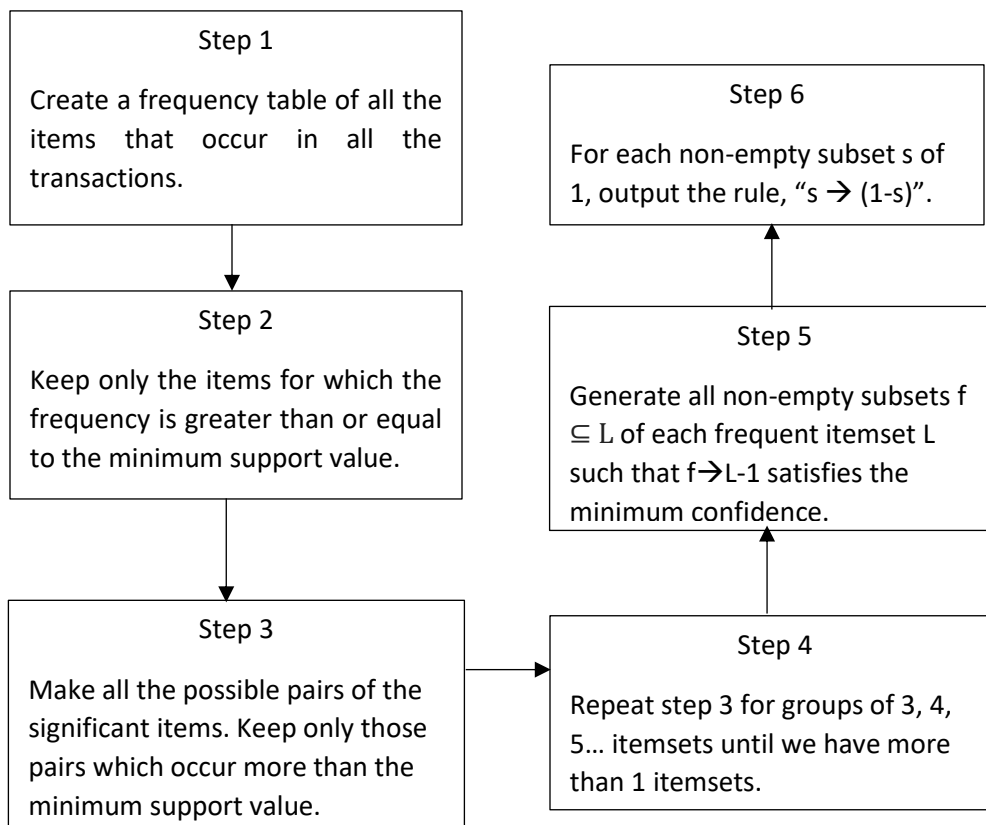 Step 1
Create a frequency table of all the
items that occur in all the
transactions.
Step 2
Keep only the items for which the
frequency is greater than or equal
to the minimum support value.
Step 3
Make all the possible pairs of the
significant items. Keep only those
pairs which occur more than the
minimum support value.
Step 4
Repeat step 3 for groups of 3, 4,
5… itemsets until we have more
than 1 itemsets.
Step 5
Generate all non-empty subsets f
⊆ L of each frequent itemset L
such that f→L-1 satisfies the
minimum confidence.
Step 6
For each non-empty subset s of
1, output the rule, “s → (1-s)”.